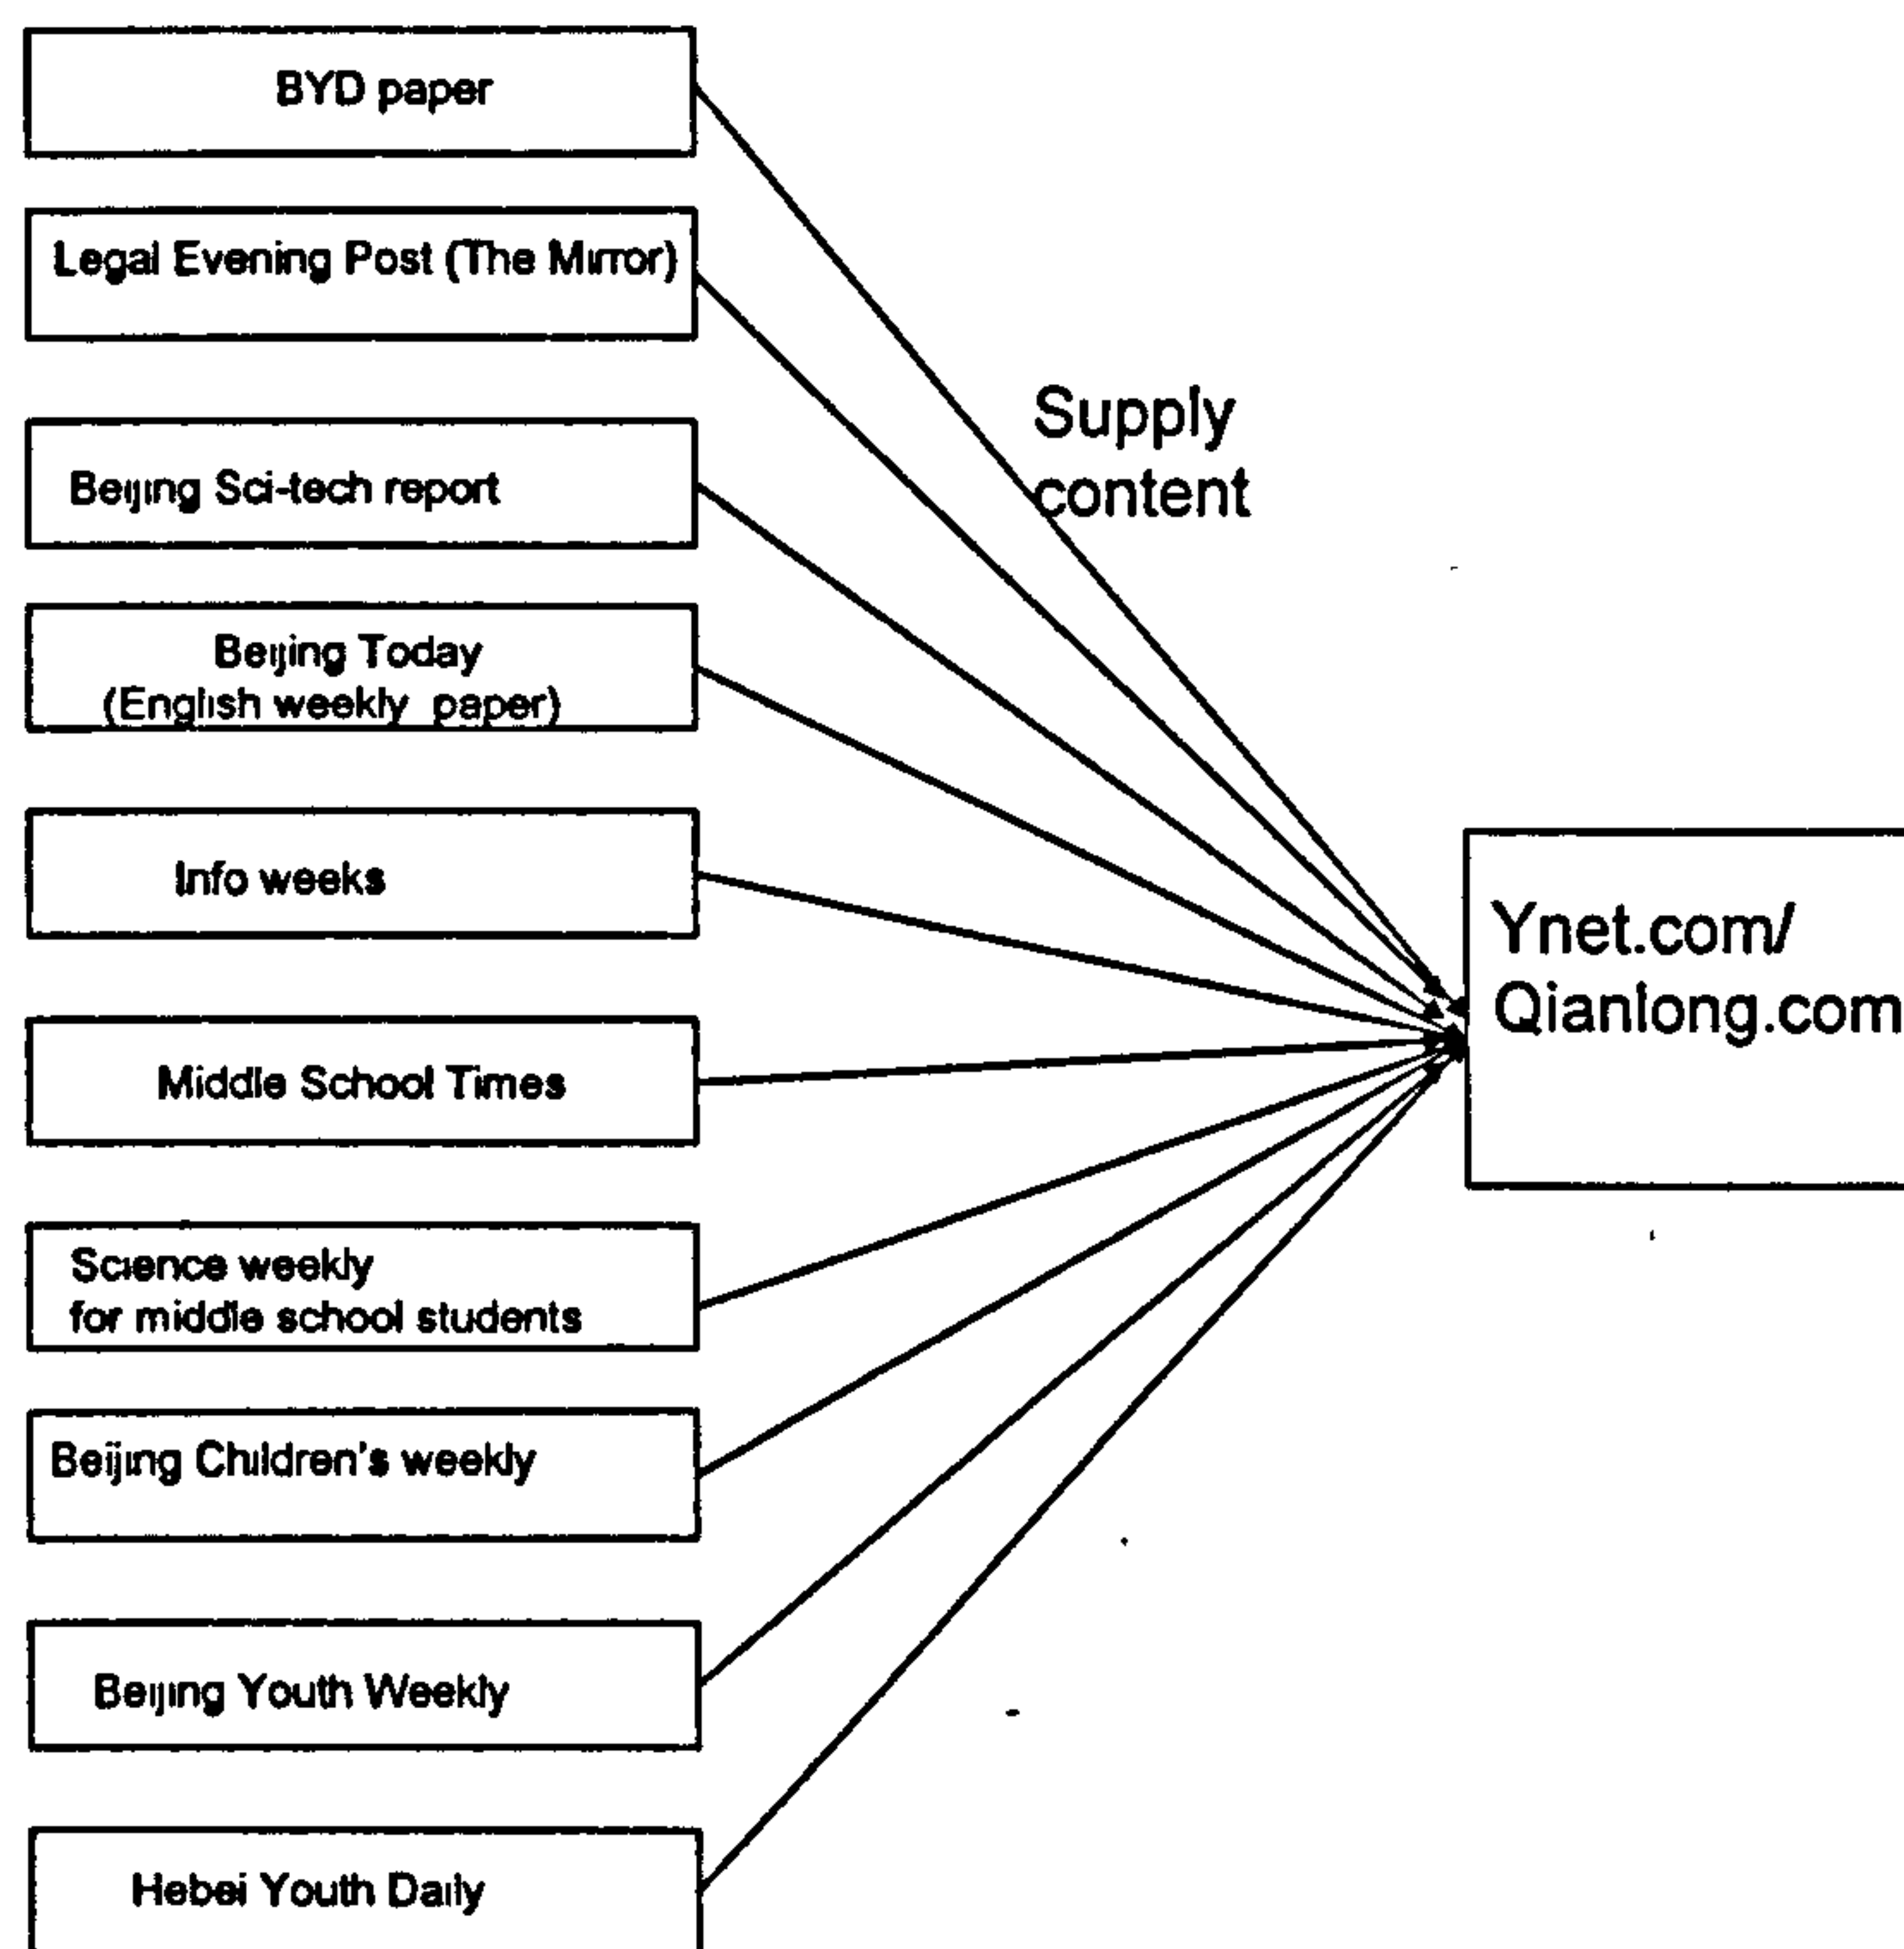 BYD paper
Legal Evening Post (The Mirror)
Supply
content
Beijing Sci-tech report
Beijing Today
(English weekly paper)
Info weeks
Ynet.com/
Qianlong.com
Middle School Times
Science weekly
for middle school students
Beijing Children's weekly
Beijing Youth Weekly
Hebei Youth Daily